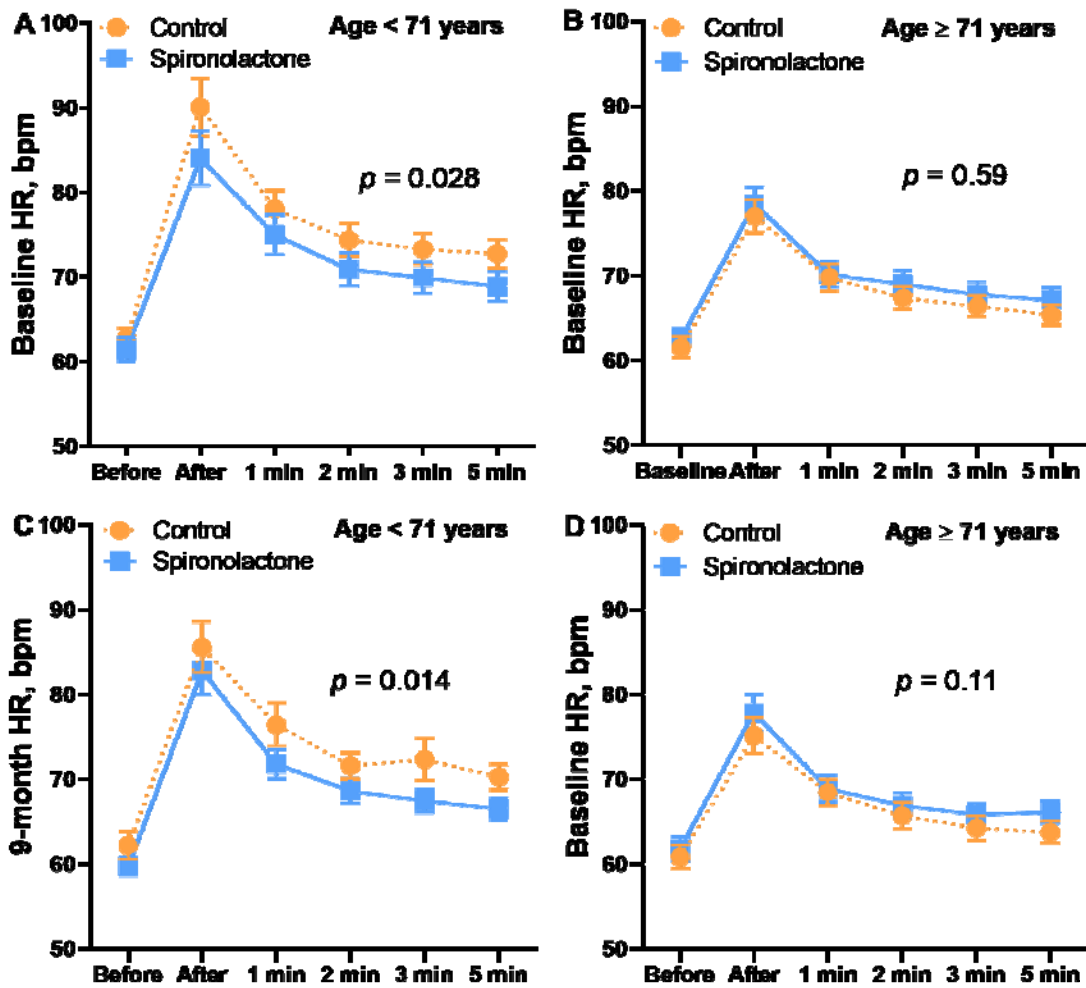 A
Control
Spironolactone
Age < 71 years
p = 0.028
Baseline HR, bpm
100
90
80
70
60
50
Before After 1 min 2 min 3 min 5 min
B
Control
Spironolactone
Age ≥ 71 years
p = 0.59
Baseline HR, bpm
100
90
80
70
60
50
Baseline After 1 min 2 min 3 min 5 min
C
Control
Spironolactone
Age < 71 years
p = 0.014
9-month HR, bpm
100
90
80
70
60
50
Before After 1 min 2 min 3 min 5 min
D
Control
Spironolactone
Age ≥ 71 years
p = 0.11
Baseline HR, bpm
100
90
80
70
60
50
Before After 1 min 2 min 3 min 5 min